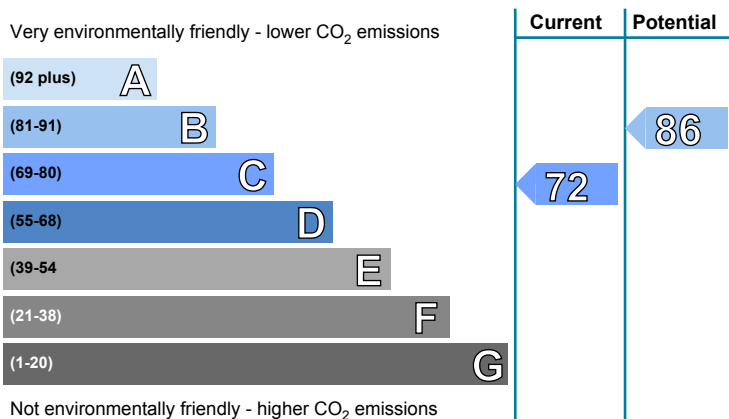 Current Potential
Very environmentally friendly - lower CO₂ emissions
(92 plus) A
(81-91) B
86
(69-80) C
72
(55-68) D
(39-54 E
(21-38) F
(1-20) G
Not environmentally friendly - higher CO₂ emissions